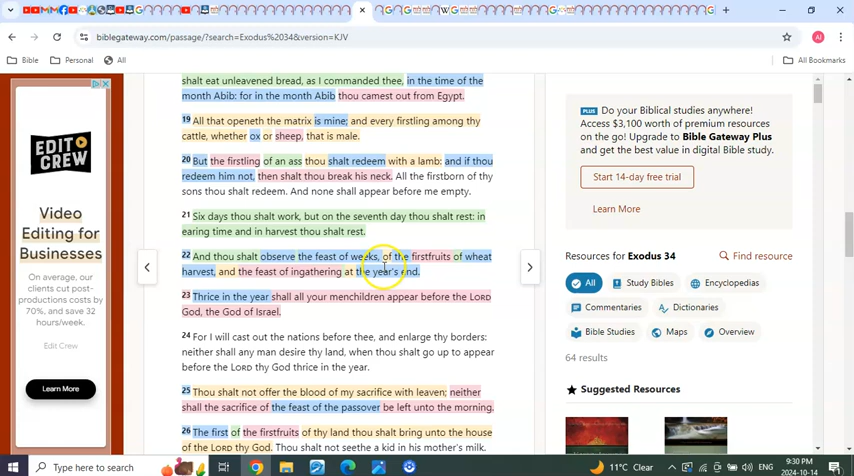 biblegateway.com/passage/?search=Exodus%2034&version=KJV
AI
Bible
Personal
All
All Bookmarks
EDIT
CREW
Video
Editing for
Businesses
On average, our
clients cut post-
productions costs by
70%, and save 32
hours/week.
Edit Crew
Learn More
shalt eat unleavened bread, as I commanded thee, in the time of the
month Abib: for in the month Abib thou camest out from Egypt.
19 All that openeth the matrix is mine; and every firstling among thy
cattle, whether ox or sheep, that is male.
20 But the firstling of an ass thou shalt redeem with a lamb: and if thou
redeem him not, then shalt thou break his neck. All the firstborn of thy
sons thou shalt redeem. And none shall appear before me empty.
21 Six days thou shalt work, but on the seventh day thou shalt rest: in
earing time and in harvest thou shalt rest.
22 And thou shalt observe the feast of weeks, of the firstfruits of wheat
harvest, and the feast of ingathering at the year's end.
23 Thrice in the year shall all your menchildren appear before the LORD
God, the God of Israel.
24 For I will cast out the nations before thee, and enlarge thy borders:
neither shall any man desire thy land, when thou shalt go up to appear
before the LORD thy God thrice in the year.
25 Thou shalt not offer the blood of my sacrifice with leaven; neither
shall the sacrifice of the feast of the passover be left unto the morning.
26 The first of the firstfruits of thy land thou shalt bring unto the house
of the LORD thy God. Thou shalt not seethe a kid in his mother's milk.
PLUS Do your Biblical studies anywhere!
Access $3,100 worth of premium resources
on the go! Upgrade to Bible Gateway Plus
and get the best value in digital Bible study.
Start 14-day free trial
Learn More
Resources for Exodus 34
Find resource
All
Study Bibles
Encyclopedias
Commentaries
Dictionaries
Bible Studies
Maps
Overview
64 results
Suggested Resources
Type here to search
11°C Clear
ENG
9:30 PM
2024-10-14